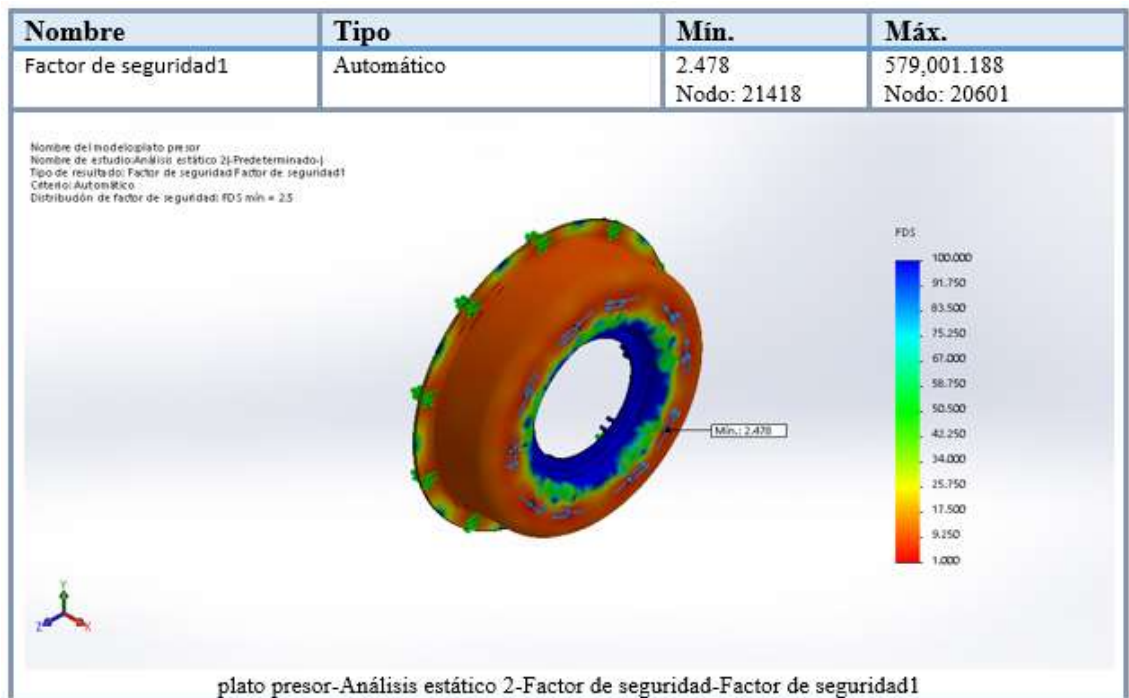 Nombre Tipo Mín. Máx.
Factor de seguridad1 Automático 2.478 579,001.188
Nodo: 21418 Nodo: 20601
Nombre del modelo:plato presor
Nombre de estudio:Análisis estático 2(-Predeterminado-)
Tipo de resultado: Factor de seguridad Factor de seguridad1
Criterio: Automático
Distribución de factor de seguridad: FDS mín = 2.5
FDS
100.000
91.750
83.500
75.250
67.000
58.750
50.500
42.250
34.000
25.750
17.500
9.250
1.000
Mín.: 2.478
Y
Z
X
plato presor-Análisis estático 2-Factor de seguridad-Factor de seguridad1